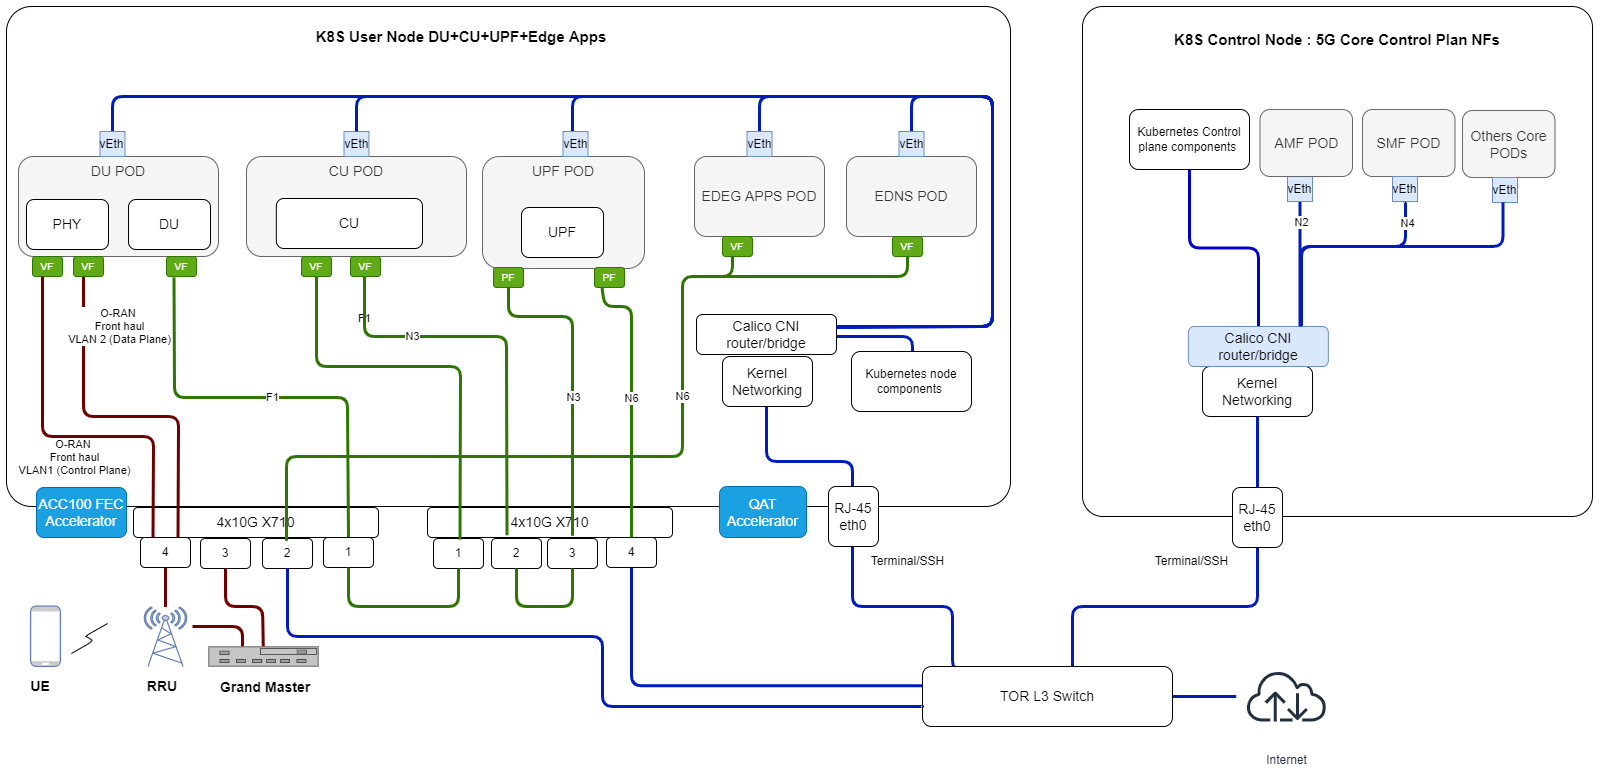 K8S User Node DU+CU+UPF+Edge Apps
K8S Control Node : 5G Core Control Plan NFs
vEth
vEth
vEth
vEth
vEth
DU POD
PHY
DU
CU POD
CU
UPF POD
UPF
EDEG APPS POD
EDNS POD
VF
VF
VF
VF
VF
PF
PF
VF
VF
Kubernetes Control
plane components
AMF POD
SMF POD
Others Core
PODs
vEth
vEth
vEth
N2
N4
O-RAN
Front haul
VLAN 2 (Data Plane)
F1
N3
F1
N3
N6
N6
O-RAN
Front haul
VLAN1 (Control Plane)
Calico CNI
router/bridge
Kernel
Networking
Kubernetes node
components
Calico CNI
router/bridge
Kernel
Networking
ACC100 FEC
Accelerator
4x10G X710
4
3
2
1
4x10G X710
1
2
3
4
QAT
Accelerator
RJ-45
eth0
RJ-45
eth0
Terminal/SSH
Terminal/SSH
UE
RRU
Grand Master
TOR L3 Switch
Internet